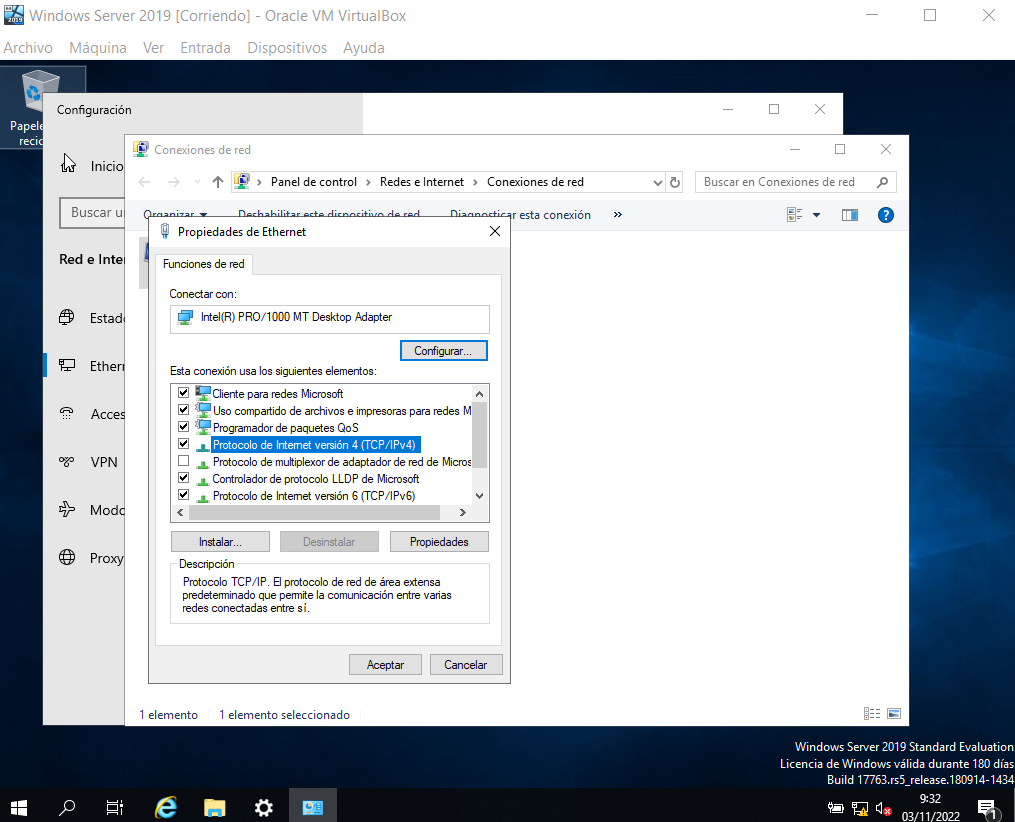 Windows Server 2019 [Corriendo] - Oracle VM VirtualBox
Archivo Máquina Ver Entrada Dispositivos Ayuda
Configuración
Conexiones de red
Inicio
Panel de control Redes e Internet Conexiones de red
Buscar en Conexiones de red
Buscar
Organizar Deshabilitar este dispositivo de red Diagnosticar esta conexión »
Propiedades de Ethernet
Red e
Funciones de red
Conectar con:
Intel(R) PRO/1000 MT Desktop Adapter
Configurar...
Esta conexión usa los siguientes elementos:
Cliente para redes Microsoft
Uso compartido de archivos e impresoras para redes M
Programador de paquetes QoS
Protocolo de Internet versión 4 (TCP/IPv4)
Protocolo de multiplexor de adaptador de red de Micros
Controlador de protocolo LLDP de Microsoft
Protocolo de Internet versión 6 (TCP/IPv6)
VPN
Proxy
Instalar... Desinstalar Propiedades
Descripción
Protocolo TCP/IP. El protocolo de red de área extensa
predeterminado que permite la comunicación entre varias
redes conectadas entre sí.
Aceptar Cancelar
1 elemento 1 elemento seleccionado
Windows Server 2019 Standard Evaluation
Licencia de Windows válida durante 180 días
Build 17763.rs5_release.180914-1434
9:32
03/11/2022
1